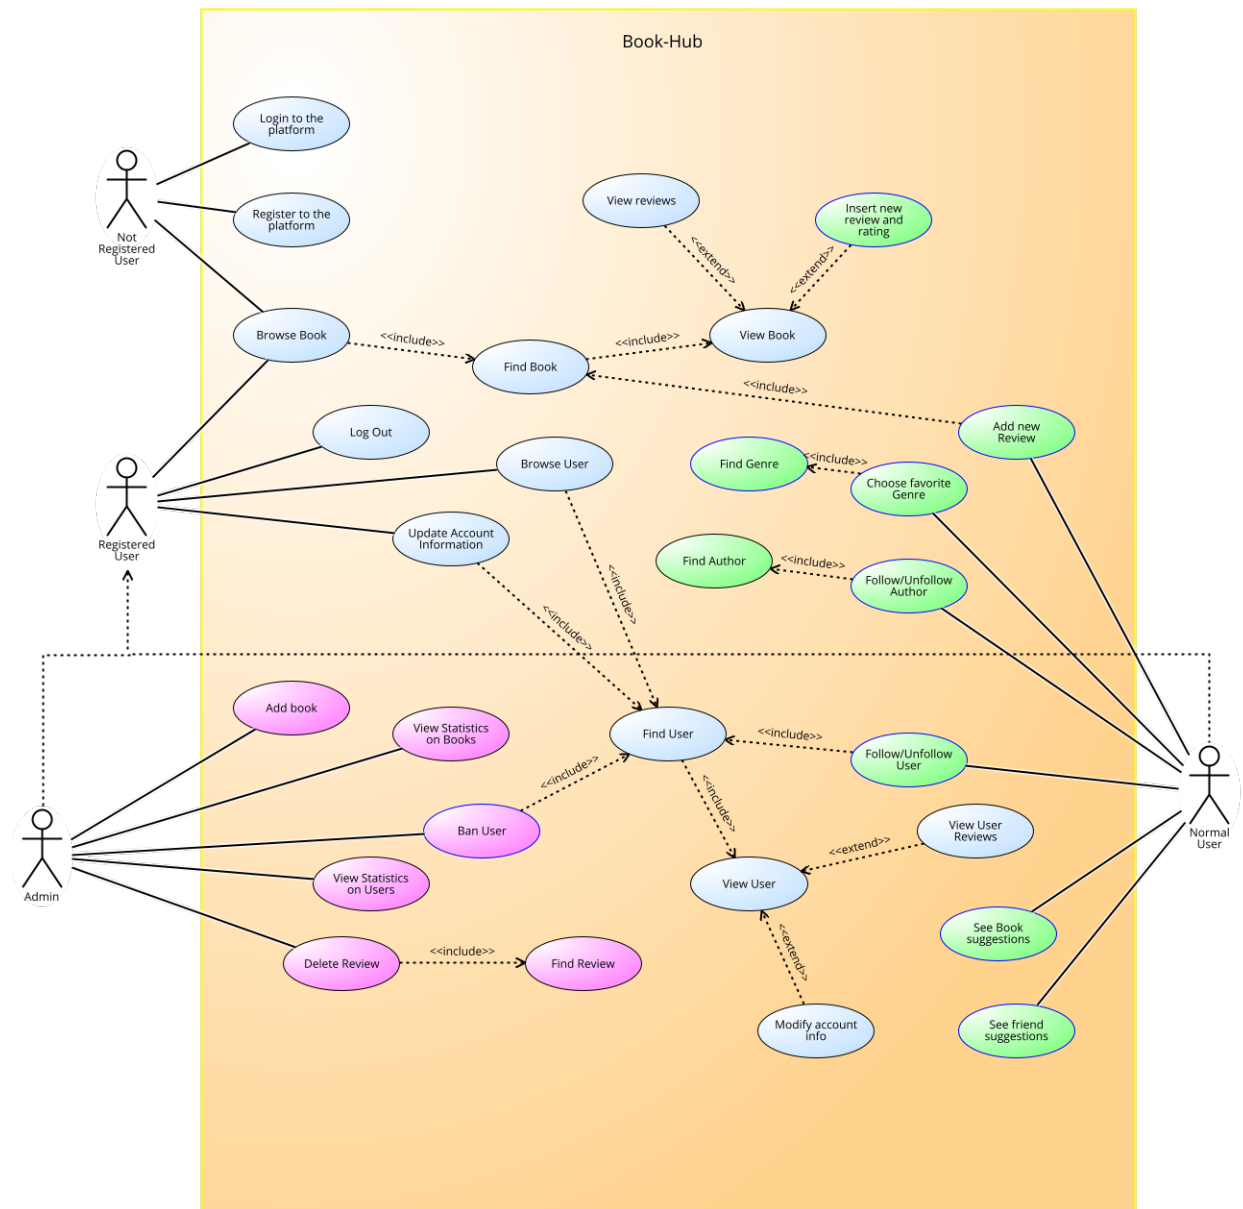 Book-Hub
Login to the
platform
Not
Registered
User
Register to the
platform
View reviews
Insert new
review and
rating
<<extend>>
<<extend>>
Browse Book
<<include>>
Find Book
<<include>>
View Book
<<include>>
Log Out
Add new
Review
Browse User
Find Genre
<<include>>
Choose favorite
Genre
Registered
User
Update Account
Information
Find Author
<<include>>
Follow/Unfollow
Author
<<include>>
<<include>>
Add book
View Statistics
on Books
Find User
<<include>>
Follow/Unfollow
User
<<include>>
<<include>>
Ban User
View User
Reviews
<<extend>>
Normal
User
Admin
View Statistics
on Users
View User
See Book
suggestions
Delete Review
<<include>>
Find Review
<<extend>>
Modify account
info
See friend
suggestions